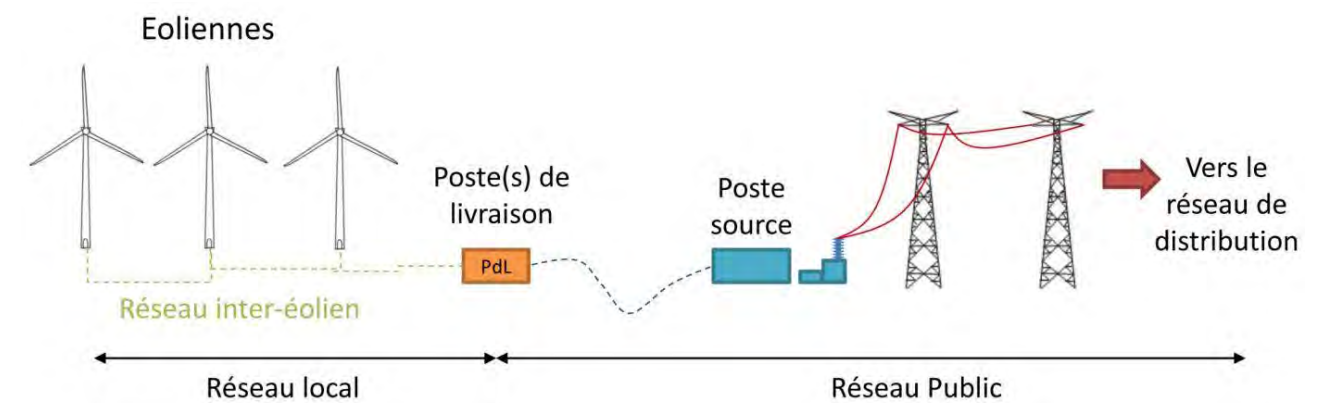 Eoliennes
Poste(s) de
livraison
Poste
source
Vers le
réseau de
distribution
PdL
Réseau inter-éolien
Réseau local
Réseau Public